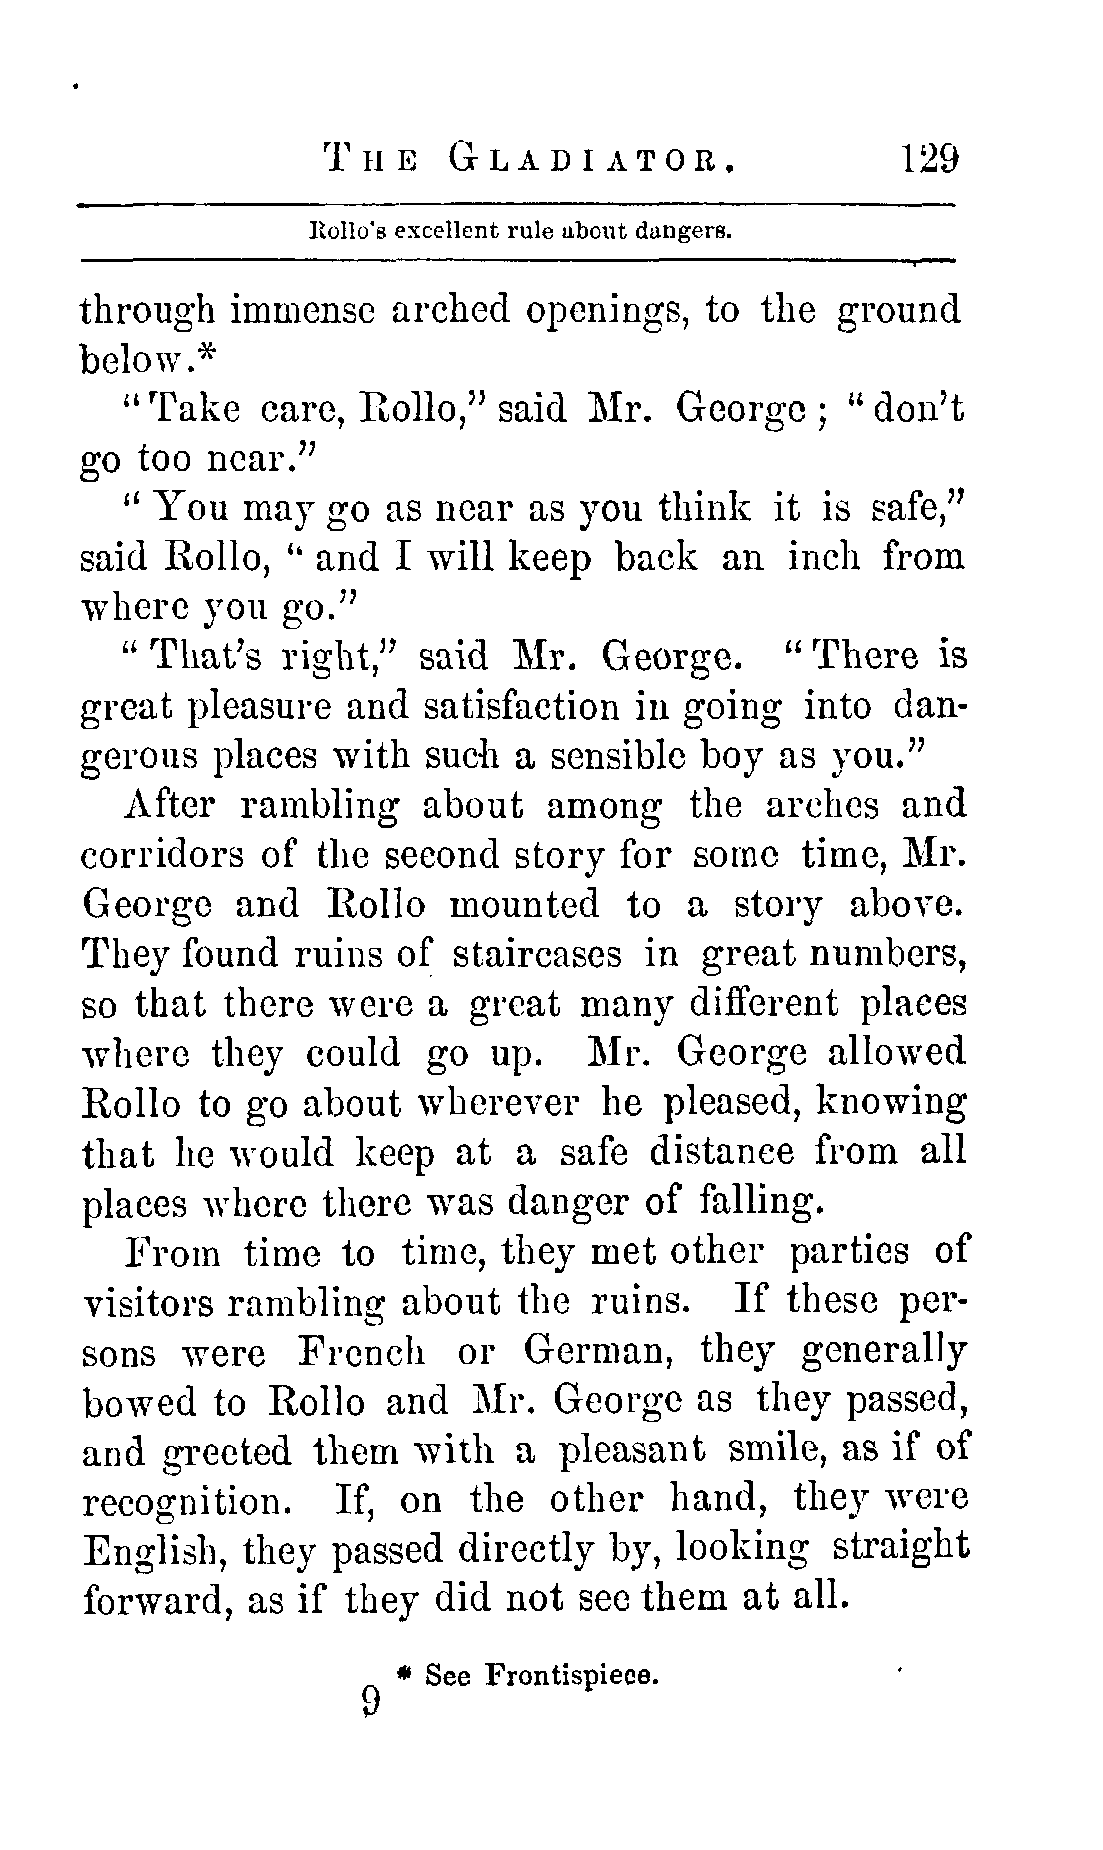 THE GLADIATOR. 129
Rollo's excellent rule about dangers.
through immense arched openings, to the ground
below.*
“Take care, Rollo,” said Mr. George; “don’t
go too near.”
“You may go as near as you think it is safe,”
said Rollo, “and I will keep back an inch from
where you go.”
“That’s right,” said Mr. George. “There is
great pleasure and satisfaction in going into dan-
gerous places with such a sensible boy as you.”
After rambling about among the arches and
corridors of the second story for some time, Mr.
George and Rollo mounted to a story above.
They found ruins of staircases in great numbers,
so that there were a great many different places
where they could go up. Mr. George allowed
Rollo to go about wherever he pleased, knowing
that he would keep at a safe distance from all
places where there was danger of falling.
From time to time, they met other parties of
visitors rambling about the ruins. If these per-
sons were French or German, they generally
bowed to Rollo and Mr. George as they passed,
and greeted them with a pleasant smile, as if of
recognition. If, on the other hand, they were
English, they passed directly by, looking straight
forward, as if they did not see them at all.
* See Frontispiece.
9